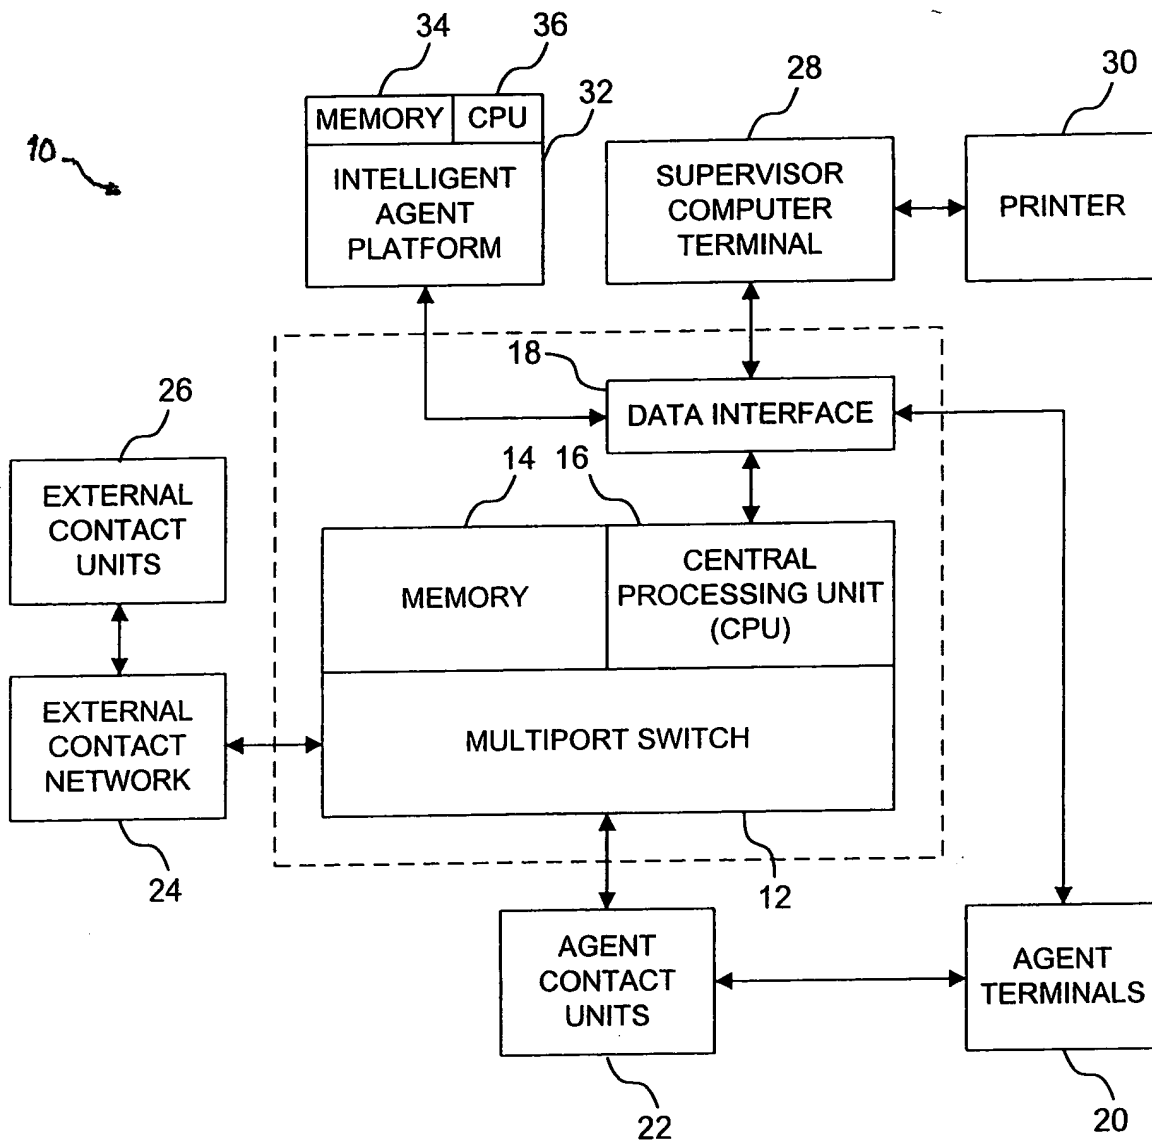 34
36
28
30
32
10
MEMORY
CPU
INTELLIGENT
AGENT
PLATFORM
SUPERVISOR
COMPUTER
TERMINAL
PRINTER
18
DATA INTERFACE
26
14
16
EXTERNAL
CONTACT
UNITS
MEMORY
CENTRAL
PROCESSING UNIT
(CPU)
EXTERNAL
CONTACT
NETWORK
MULTIPORT SWITCH
24
12
AGENT
CONTACT
UNITS
AGENT
TERMINALS
22
20